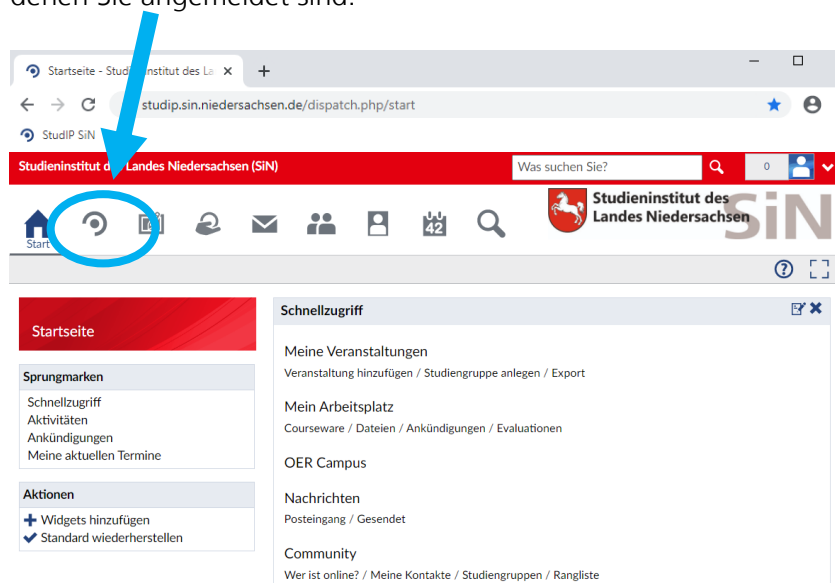 denen Sie angemeldet sind.
Startseite - Stud nstitut des La
studip.sin.niedersachsen.de/dispatch.php/start
StudIP SiN
Studieninstitut d Landes Niedersachsen (SiN)
Was suchen Sie?
0
Start
42
Studieninstitut des
Landes Niedersachsen
SiN
Startseite
Sprungmarken
Schnellzugriff
Aktivitäten
Ankündigungen
Meine aktuellen Termine
Aktionen
Widgets hinzufügen
Standard wiederherstellen
Schnellzugriff
Meine Veranstaltungen
Veranstaltung hinzufügen / Studiengruppe anlegen / Export
Mein Arbeitsplatz
Courseware / Dateien / Ankündigungen / Evaluationen
OER Campus
Nachrichten
Posteingang / Gesendet
Community
Wer ist online? / Meine Kontakte / Studiengruppen / Rangliste